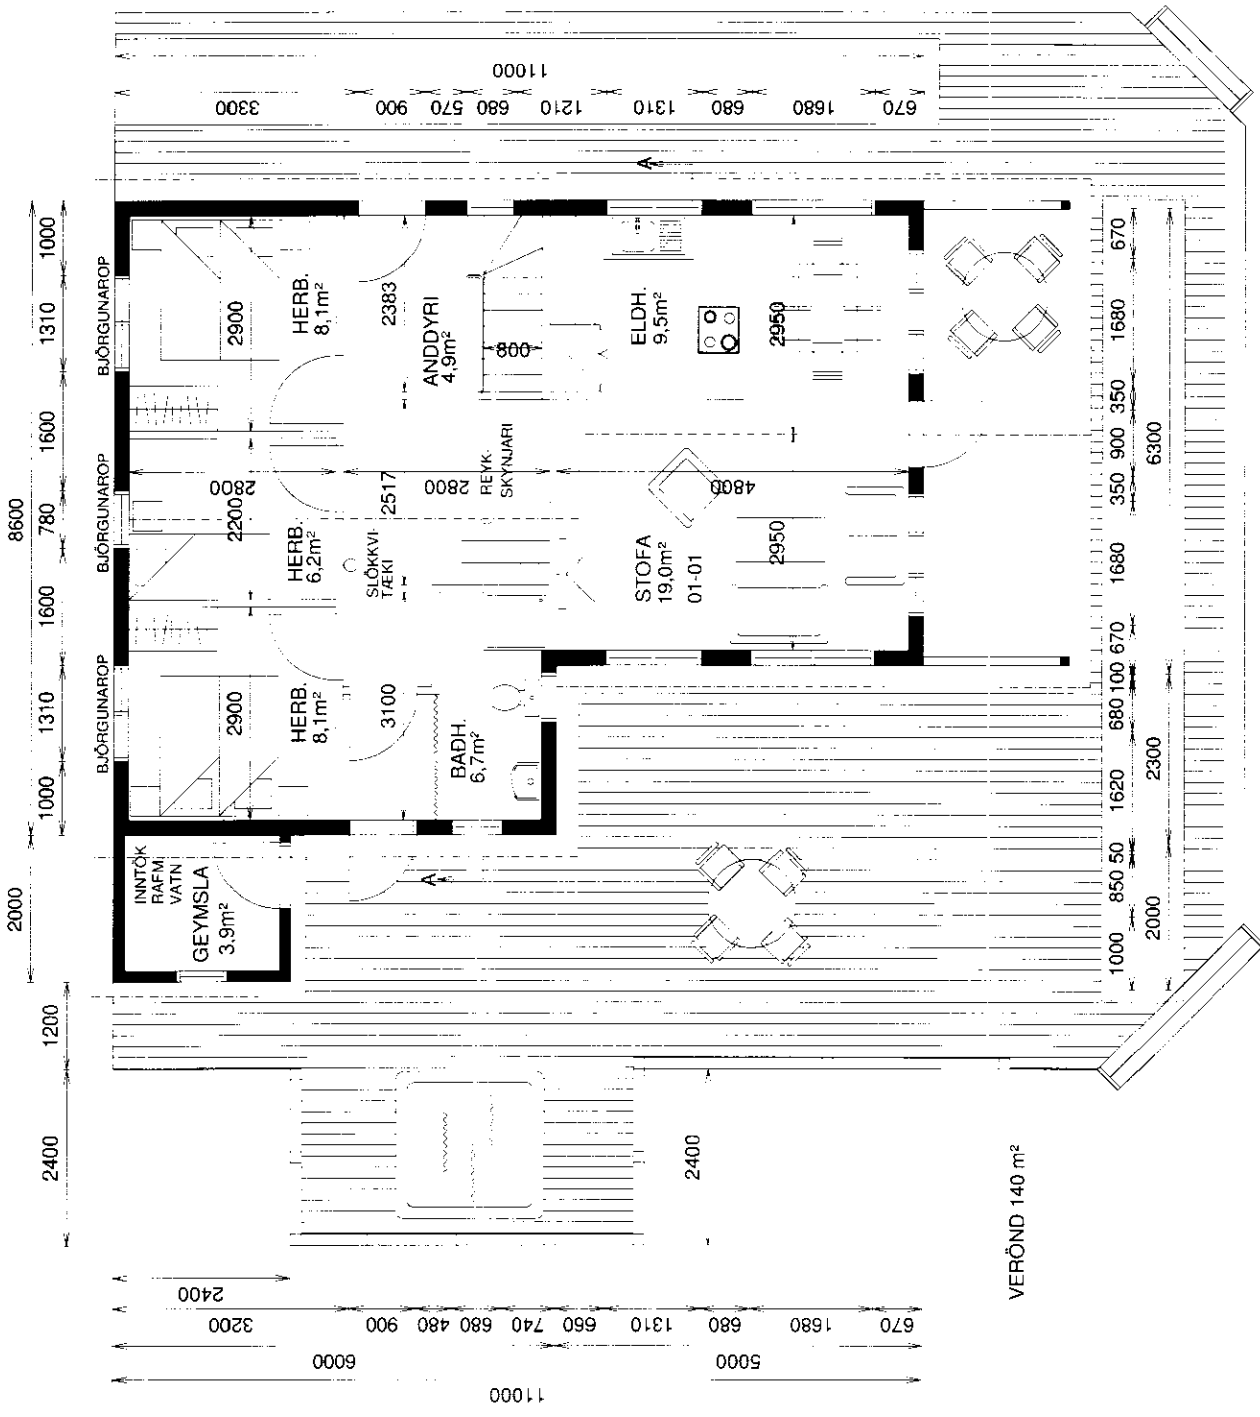 11000
3300
900
570
680
1210
1310
680
1680
670
8600
2000
1000
1310
1600
780
1600
1310
1000
1200
2400
BJÖRGUNAROP
BJÖRGUNAROP
BJÖRGUNAROP
HERB.
8,1m²
2900
2383
ANDDYRI
4,9m²
800
ELDH.
9,5m²
2950
A
HERB.
6,2m²
2200
2800
2517
2800
REYK-
SKYNJARI
SLÖKKVI-
TÆKI
4800
STOFA
19,0m²
01-01
2950
HERB.
8,1m²
2900
3100
BAÐH.
6,7m²
INNTÖK
RAFM
VATN
GEYMSLA
3.9m²
A
670
1680
350
900
350
1680
670
100
680
1620
50
850
1000
6300
2300
2000
2400
VERÖND 140 m²
2400
3200
900
480
680
740
660
1310
680
1680
670
6000
5000
11000